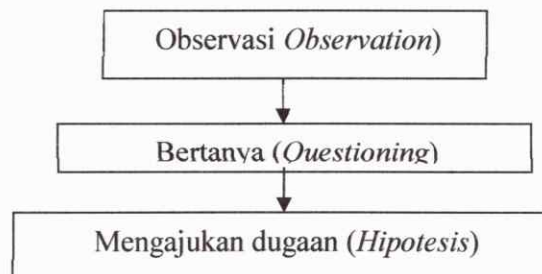 Observasi Observation)
Bertanya (Questioning)
Mengajukan dugaan (Hipotesis)